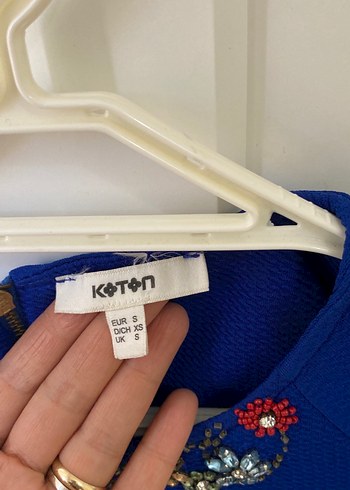 KOTON
EUR S
D/CH XS
UK S